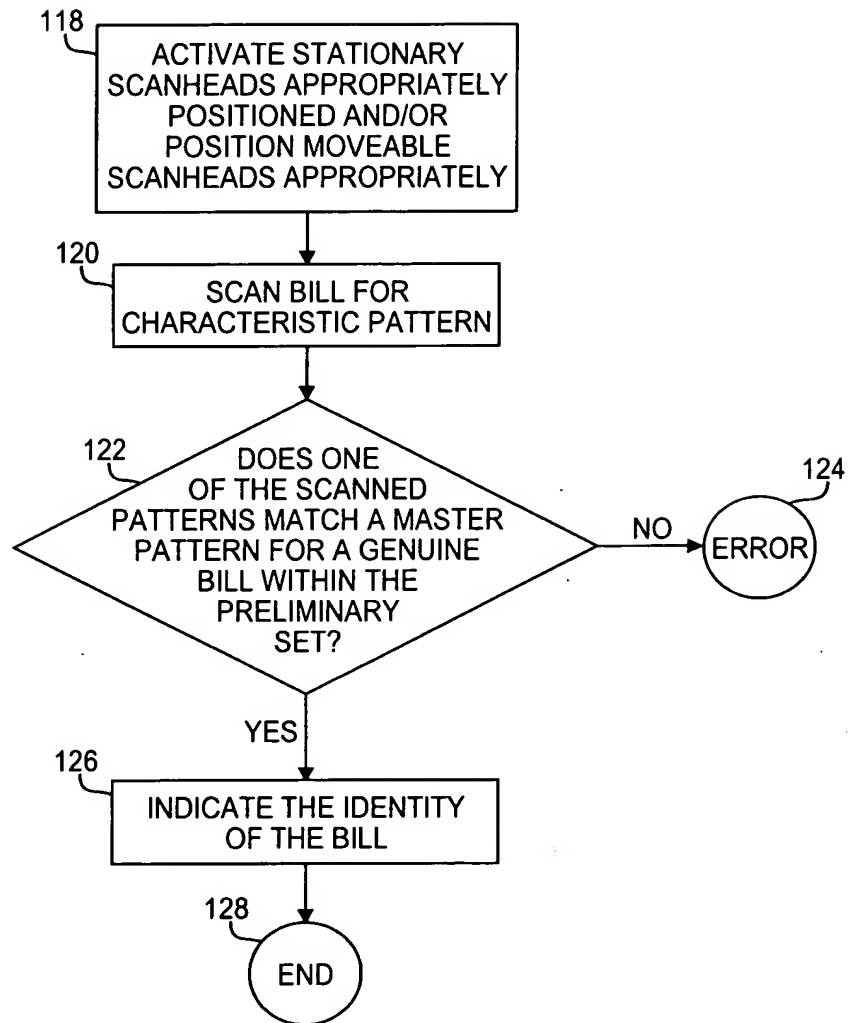 118
ACTIVATE STATIONARY
SCANHEADS APPROPRIATELY
POSITIONED AND/OR
POSITION MOVEABLE
SCANHEADS APPROPRIATELY
120
SCAN BILL FOR
CHARACTERISTIC PATTERN
122
DOES ONE
OF THE SCANNED
PATTERNS MATCH A MASTER
PATTERN FOR A GENUINE
BILL WITHIN THE
PRELIMINARY
SET?
NO
124
ERROR
YES
126
INDICATE THE IDENTITY
OF THE BILL
128
END